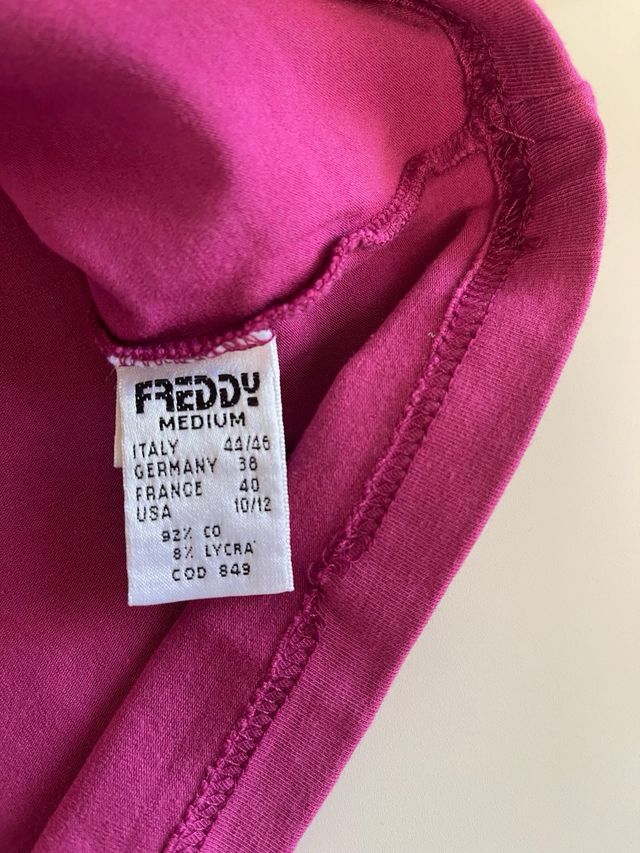 FREDDY
MEDIUM
ITALY 44/46
GERMANY 38
FRANCE 40
USA 10/12
92% CO
8% LYCRA
COD 849